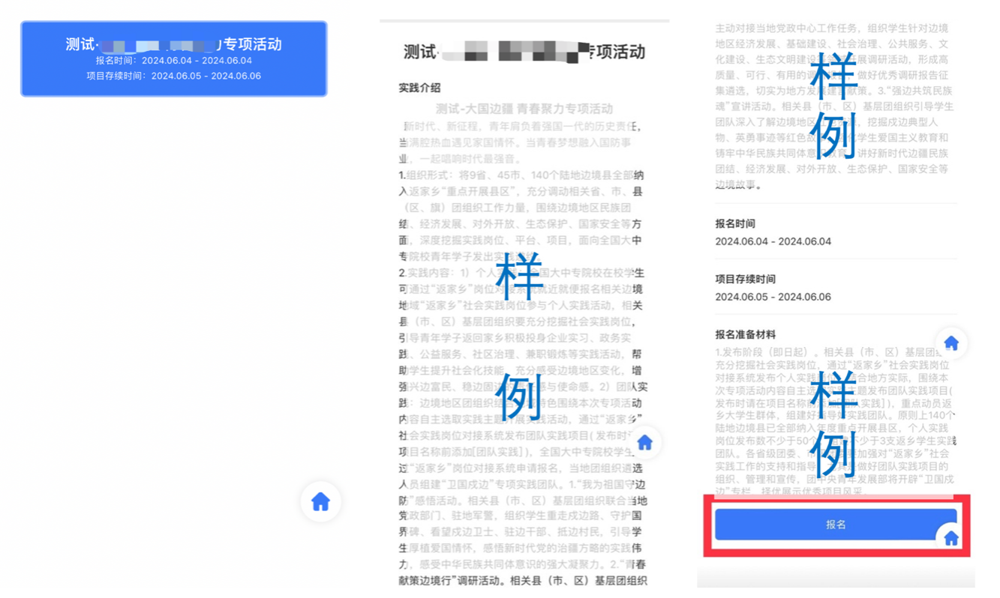 测试·
专项活动
报名时间：2024.06.04 - 2024.06.04
项目存续时间：2024.06.05 - 2024.06.06
测试·
专项活动
实践介绍
测试-大国边疆 青春聚力专项活动
新时代、新征程，青年肩负着强国一代的历史责任，
当满腔热血遇见家国情怀。当青春梦想融入国防事
业，一起唱响时代最强音。
1.组织形式：将9省、45市、140个陆地边境县全部纳
入返家乡“重点开展县区”，充分调动相关省、市、县
（区、旗）团组织工作力量，围绕边境地区民族团
结、经济发展、对外开放、生态保护、国家安全等方
面，深度挖掘实践岗位、平台、项目，面向全国大中
专院校青年学子发出实践
2.实践内容：1）个人 全国大中专院校在校学生
可通过“返家乡”岗位对接系统就近就便报名相关边境
地域“返家乡”社会实践岗位参与个人实践活动，相关
县（市、区）基层团组织要充分挖掘社会实践岗位，
引导青年学子返回家乡积极投身企业实习、政务实
践、公益服务、社区治理、兼职锻炼等实践活动，帮
助学生提升社会化技能，充分感受边境地区变化，增
强兴边富民、稳边固边 感与使命感。2）团队实
践：边境地区团组织结合 特色围绕本次专项活动
内容自主选取实践主题开展实践活动，通过“返家乡”
社会实践岗位对接系统发布团队实践项目( 发布时
项目名称前添加[团队实践] )，全国大中专院校学生
过“返家乡”岗位对接系统申请报名，当地团组织遴选
人员组建“卫国戍边”专项实践团队。1.“我为祖国守边
防”感悟活动。相关县（市、区）基层团组织联合当地
党政部门、驻地军警，组织学生重走戍边路、守护国
界碑、看望戍边卫士、驻边干部、抵边村民，引导学
生厚植爱国情怀，感悟新时代党的治疆方略的实践伟
力，感受中华民族共同体意识的强大凝聚力。2.“青春
献策边境行”调研活动。相关县（市、区）基层团组织
样
例
主动对接当地党政中心工作任务，组织学生针对边境
地区经济发展、基础建设、社会治理、公共服务、文
化建设、生态文明建设 开展调研活动，形成高
质量、可行、有用的调 做好优秀调研报告征
集遴选，切实为地方发展建言献策。3.“强边共筑民族
魂”宣讲活动。相关县（市、区）基层团组织引导学生
团队深入了解边境地区 挖掘戍边典型人
物、英勇事迹等红色故 学生爱国主义教育和
铸牢中华民族共同体意识教育，讲好新时代边疆民族
团结、经济发展、对外开放、生态保护、国家安全等
边境故事。
样
例
报名时间
2024.06.04 - 2024.06.04
项目存续时间
2024.06.05 - 2024.06.06
报名准备材料
1.发布阶段（即日起）。相关县（市、区）基层团
充分挖掘社会实践岗位，通过“返家乡”社会实践岗位
对接系统发布个人实践 结合地方实际，围绕本
次专项活动内容自主选 主题发布团队实践项目(
发布时请在项目名称前添加[团队实践] )，重点动员返
乡大学生群体，组建好指导好实践团队。原则上140个
陆地边境县已全部纳入年度重点开展县区，个人实践
岗位发布数不少于50个 不少于3支返乡学生实践
团队。各省级团委、 要加强对“返家乡”社会
实践工作的支持和指导 做好团队实践项目的
组织、管理和宣传，团中央青年发展部将开辟“卫国戍
边”专栏，择优展示优秀项目风采。
样
例
报名